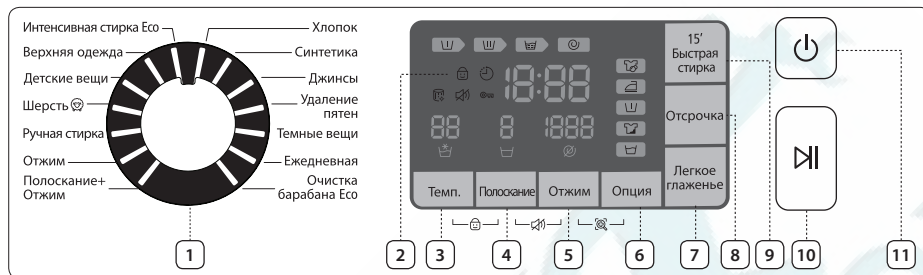 Интенсивная стирка Eco
Верхняя одежда
Детские вещи
Шерсть
Ручная стирка
Отжим
Полоскание+
Отжим
Хлопок
Синтетика
Джинсы
Удаление
пятен
Темные вещи
Ежедневная
Очистка
барабана Eco
1
18:88
88
8
1888
Темп.
Полоскание
Отжим
Опция
15'
Быстрая
стирка
Отсрочка
Легкое
глаженье
2
3
4
5
6
7
8
9
10
11